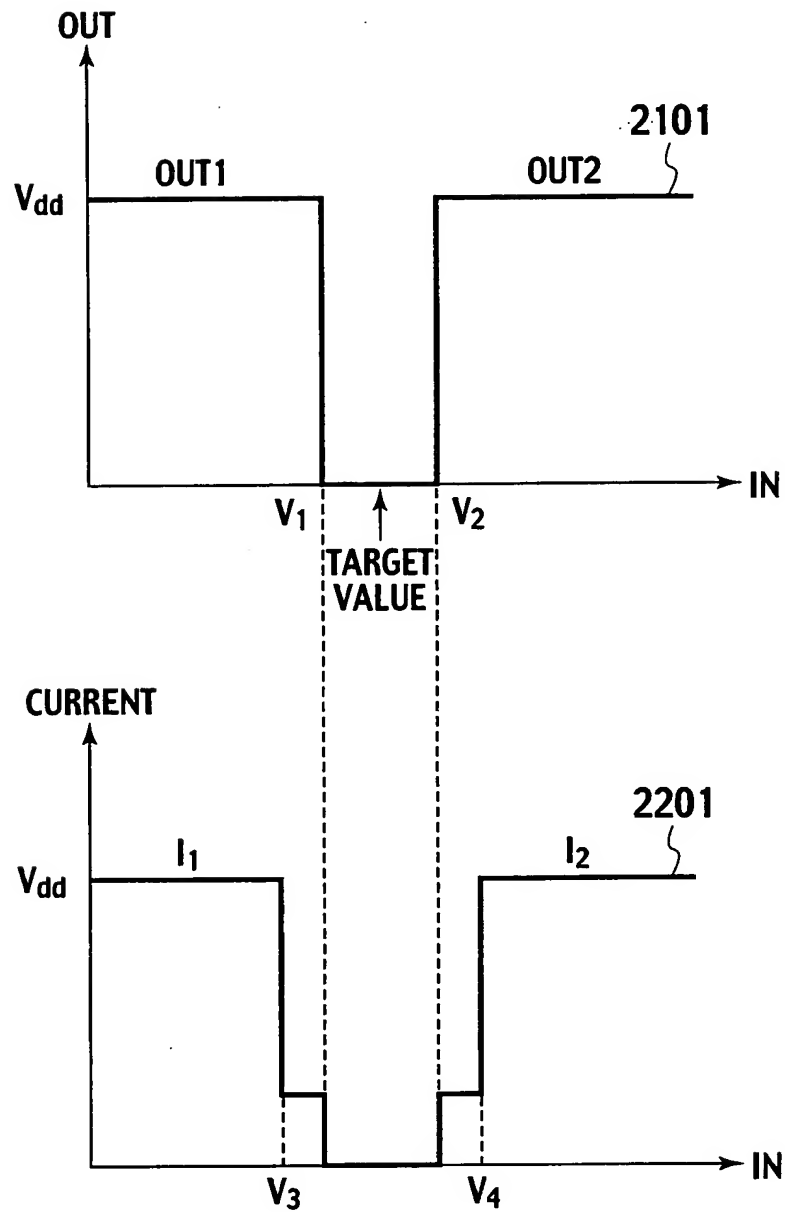 OUT
2101
OUT1
OUT2
Vdd
IN
V1
V2
TARGET
VALUE
CURRENT
2201
I1
I2
Vdd
IN
V3
V4